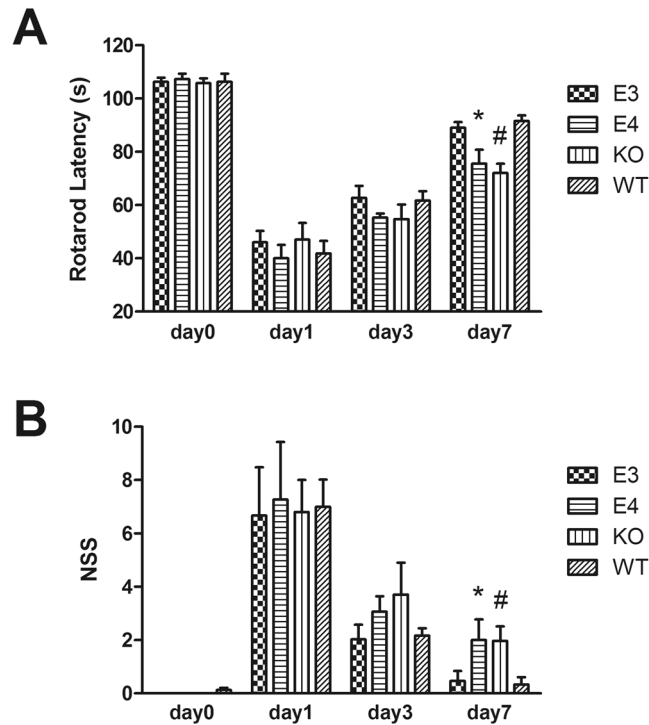 A
120
100
80
60
40
20
Rotarod Latency (s)
* #
day0 day1 day3 day7
E3
E4
KO
WT
B
10
8
6
4
2
0
NSS
* #
day0 day1 day3 day7
E3
E4
KO
WT